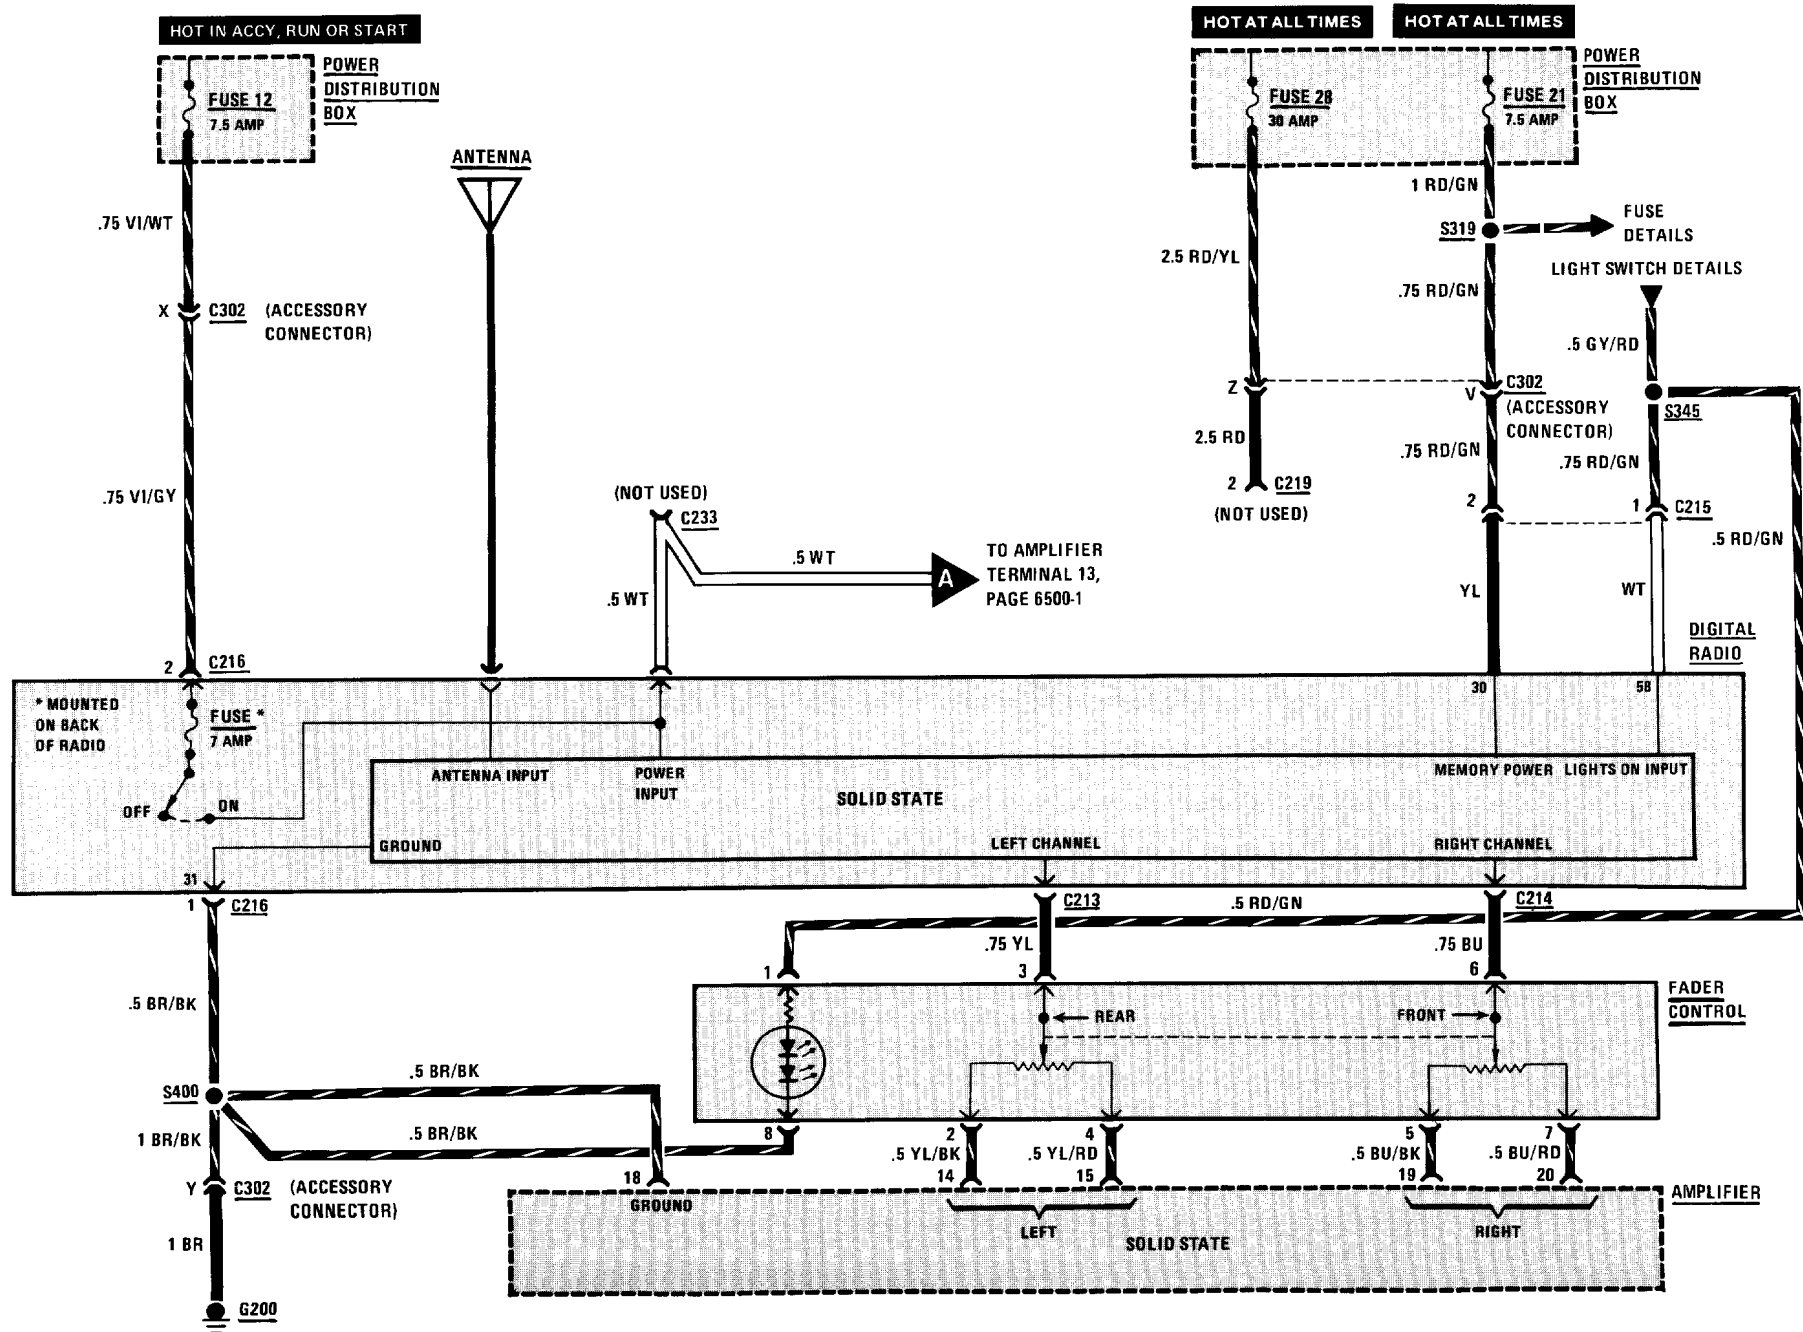 HOT IN ACCY, RUN OR START
HOT AT ALL TIMES
HOT AT ALL TIMES
POWER
DISTRIBUTION
BOX
FUSE 12
7.5 AMP
POWER
DISTRIBUTION
BOX
FUSE 28
30 AMP
FUSE 21
7.5 AMP
ANTENNA
1 RD/GN
.75 VI/WT
S319
FUSE
DETAILS
2.5 RD/YL
LIGHT SWITCH DETAILS
.75 RD/GN
X
C302
(ACCESSORY
CONNECTOR)
.5 GY/RD
Z
V
C302
(ACCESSORY
CONNECTOR)
S345
2.5 RD
.75 RD/GN
.75 RD/GN
.75 VI/GY
(NOT USED)
C233
2
C219
(NOT USED)
2
1
C215
.5 RD/GN
.5 WT
A
TO AMPLIFIER
TERMINAL 13,
PAGE 6500-1
.5 WT
YL
WT
DIGITAL
RADIO
2
C216
* MOUNTED
ON BACK
OF RADIO
FUSE *
7 AMP
30
58
ANTENNA INPUT
POWER
INPUT
MEMORY POWER
LIGHTS ON INPUT
SOLID STATE
OFF
ON
GROUND
LEFT CHANNEL
RIGHT CHANNEL
31
1
C216
C213
.5 RD/GN
C214
.75 YL
.75 BU
1
3
6
FADER
CONTROL
.5 BR/BK
REAR
FRONT
S400
.5 BR/BK
1 BR/BK
.5 BR/BK
8
2
4
5
7
.5 YL/BK
.5 YL/RD
.5 BU/BK
.5 BU/RD
18
14
15
19
20
Y
C302
(ACCESSORY
CONNECTOR)
GROUND
LEFT
RIGHT
SOLID STATE
AMPLIFIER
1 BR
G200